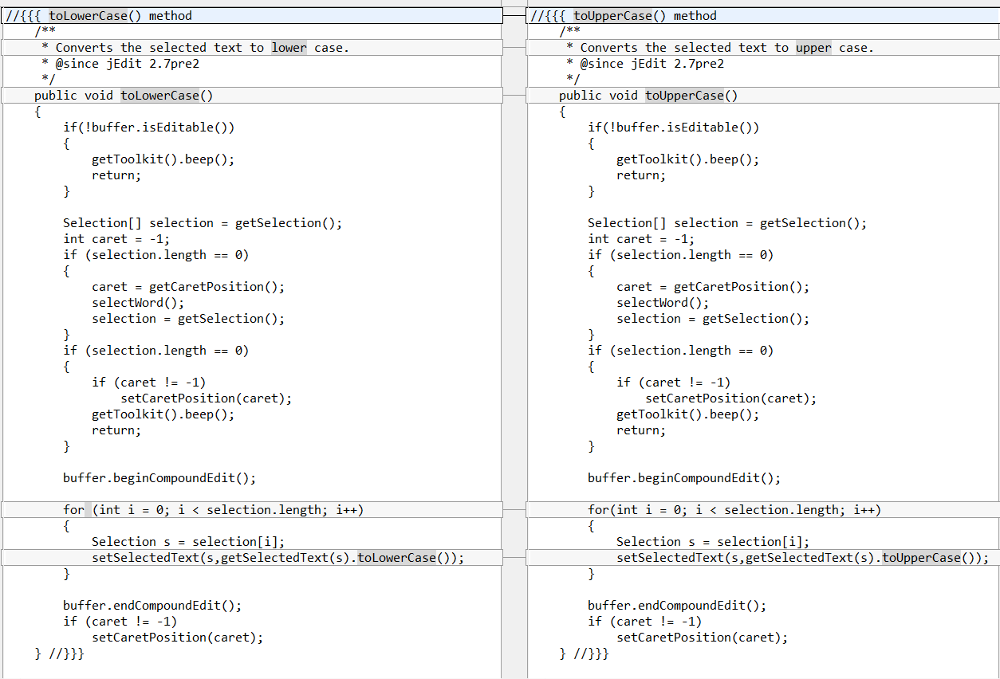 //{{{ toLowerCase() method
/**
* Converts the selected text to lower case.
* @since jEdit 2.7pre2
*/
public void toLowerCase()
{
if(!buffer.isEditable())
{
getToolkit().beep();
return;
}
Selection[] selection = getSelection();
int caret = -1;
if (selection.length == 0)
{
caret = getCaretPosition();
selectWord();
selection = getSelection();
}
if (selection.length == 0)
{
if (caret != -1)
setCaretPosition(caret);
getToolkit().beep();
return;
}
buffer.beginCompoundEdit();
for (int i = 0; i < selection.length; i++)
{
Selection s = selection[i];
setSelectedText(s,getSelectedText(s).toLowerCase());
}
buffer.endCompoundEdit();
if (caret != -1)
setCaretPosition(caret);
} //}}}
//{{{ toUpperCase() method
/**
* Converts the selected text to upper case.
* @since jEdit 2.7pre2
*/
public void toUpperCase()
{
if(!buffer.isEditable())
{
getToolkit().beep();
return;
}
Selection[] selection = getSelection();
int caret = -1;
if (selection.length == 0)
{
caret = getCaretPosition();
selectWord();
selection = getSelection();
}
if (selection.length == 0)
{
if (caret != -1)
setCaretPosition(caret);
getToolkit().beep();
return;
}
buffer.beginCompoundEdit();
for(int i = 0; i < selection.length; i++)
{
Selection s = selection[i];
setSelectedText(s,getSelectedText(s).toUpperCase());
}
buffer.endCompoundEdit();
if (caret != -1)
setCaretPosition(caret);
} //}}}